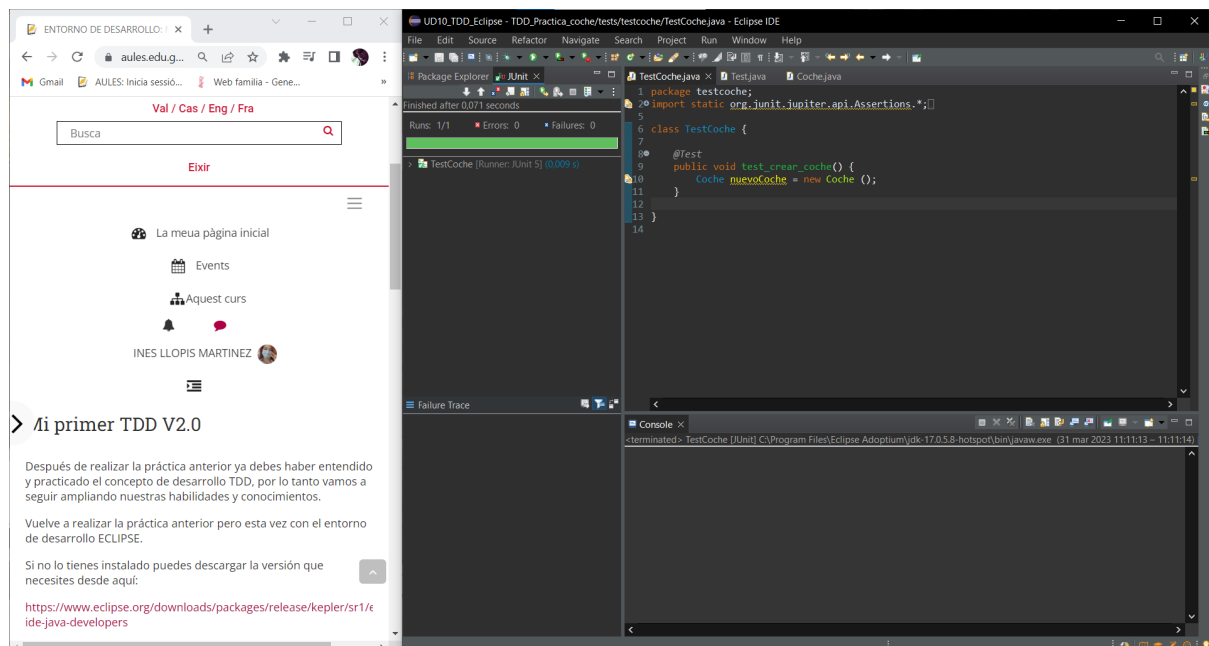 ENTORNO DE DESARROLLO:
aules.edu.g...
Gmail
AULES: Inicia sessió...
Web familia - Gene...
»
Val / Cas / Eng / Fra
Busca
Eixir
La meua pàgina inicial
Events
Aquest curs
INES LLOPIS MARTINEZ
Mi primer TDD V2.0
Después de realizar la práctica anterior ya debes haber entendido
y practicado el concepto de desarrollo TDD, por lo tanto vamos a
seguir ampliando nuestras habilidades y conocimientos.
Vuelve a realizar la práctica anterior pero esta vez con el entorno
de desarrollo ECLIPSE.
Si no lo tienes instalado puedes descargar la versión que
necesites desde aquí:
https://www.eclipse.org/downloads/packages/release/kepler/sr1/e
ide-java-developers
UD10_TDD_Eclipse - TDD_Practica_coche/tests/testcoche/TestCoche.java - Eclipse IDE
File Edit Source Refactor Navigate Search Project Run Window Help
Package Explorer JUnit
Finished after 0,071 seconds
Runs: 1/1 Errors: 0 Failures: 0
TestCoche [Runner: JUnit 5] (0,009 s)
Failure Trace
TestCoche.java Test.java Coche.java
1 package testcoche;
2 import static org.junit.jupiter.api.Assertions.*;
5
6 class TestCoche {
7
8 @Test
9 public void test_crear_coche() {
10 Coche nuevoCoche = new Coche ();
11 }
12
13 }
14
Console
<terminated> TestCoche [JUnit] C:\Program Files\Eclipse Adoptium\jdk-17.0.5.8-hotspot\bin\javaw.exe (31 mar 2023 11:11:13 – 11:11:14)